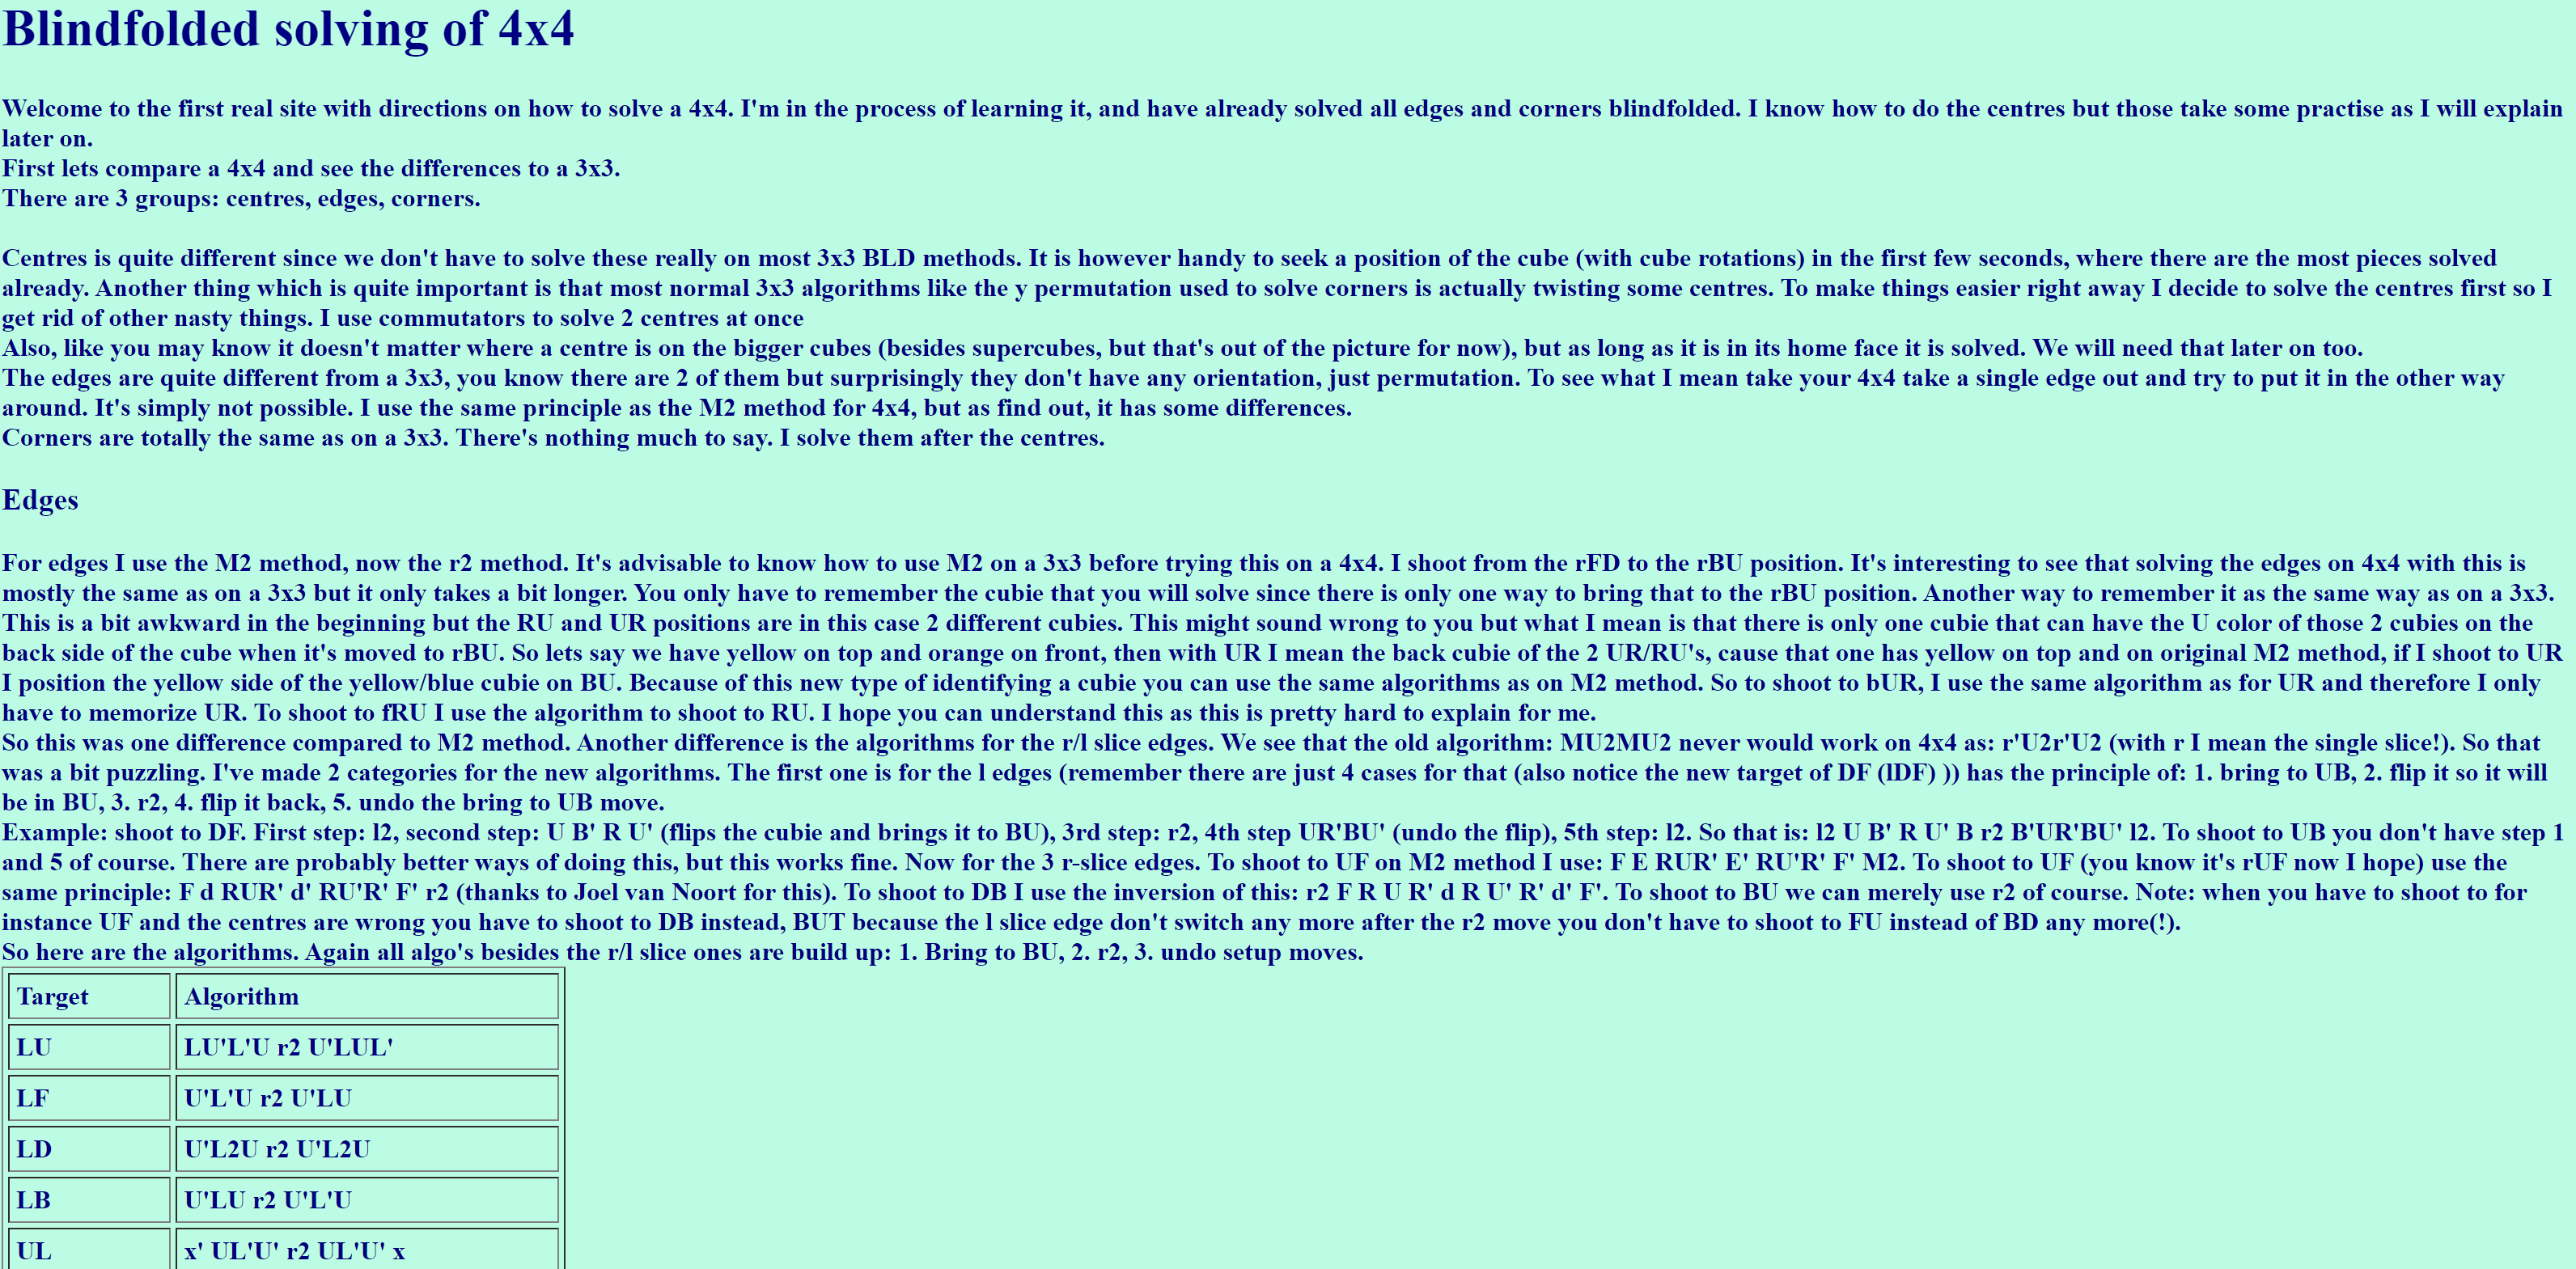 Blindfolded solving of 4x4
Welcome to the first real site with directions on how to solve a 4x4. I'm in the process of learning it, and have already solved all edges and corners blindfolded. I know how to do the centres but those take some practise as I will explain
later on.
First lets compare a 4x4 and see the differences to a 3x3.
There are 3 groups: centres, edges, corners.
Centres is quite different since we don't have to solve these really on most 3x3 BLD methods. It is however handy to seek a position of the cube (with cube rotations) in the first few seconds, where there are the most pieces solved
already. Another thing which is quite important is that most normal 3x3 algorithms like the y permutation used to solve corners is actually twisting some centres. To make things easier right away I decide to solve the centres first so I
get rid of other nasty things. I use commutators to solve 2 centres at once
Also, like you may know it doesn't matter where a centre is on the bigger cubes (besides supercubes, but that's out of the picture for now), but as long as it is in its home face it is solved. We will need that later on too.
The edges are quite different from a 3x3, you know there are 2 of them but surprisingly they don't have any orientation, just permutation. To see what I mean take your 4x4 take a single edge out and try to put it in the other way
around. It's simply not possible. I use the same principle as the M2 method for 4x4, but as find out, it has some differences.
Corners are totally the same as on a 3x3. There's nothing much to say. I solve them after the centres.
Edges
For edges I use the M2 method, now the r2 method. It's advisable to know how to use M2 on a 3x3 before trying this on a 4x4. I shoot from the rFD to the rBU position. It's interesting to see that solving the edges on 4x4 with this is
mostly the same as on a 3x3 but it only takes a bit longer. You only have to remember the cubie that you will solve since there is only one way to bring that to the rBU position. Another way to remember it as the same way as on a 3x3.
This is a bit awkward in the beginning but the RU and UR positions are in this case 2 different cubies. This might sound wrong to you but what I mean is that there is only one cubie that can have the U color of those 2 cubies on the
back side of the cube when it's moved to rBU. So lets say we have yellow on top and orange on front, then with UR I mean the back cubie of the 2 UR/RU's, cause that one has yellow on top and on original M2 method, if I shoot to UR
I position the yellow side of the yellow/blue cubie on BU. Because of this new type of identifying a cubie you can use the same algorithms as on M2 method. So to shoot to bUR, I use the same algorithm as for UR and therefore I only
have to memorize UR. To shoot to fRU I use the algorithm to shoot to RU. I hope you can understand this as this is pretty hard to explain for me.
So this was one difference compared to M2 method. Another difference is the algorithms for the r/l slice edges. We see that the old algorithm: MU2MU2 never would work on 4x4 as: r'U2r'U2 (with r I mean the single slice!). So that
was a bit puzzling. I've made 2 categories for the new algorithms. The first one is for the l edges (remember there are just 4 cases for that (also notice the new target of DF (lDF) )) has the principle of: 1. bring to UB, 2. flip it so it will
be in BU, 3. r2, 4. flip it back, 5. undo the bring to UB move.
Example: shoot to DF. First step: l2, second step: U B' R U' (flips the cubie and brings it to BU), 3rd step: r2, 4th step UR'BU' (undo the flip), 5th step: l2. So that is: l2 U B' R U' B r2 B'UR'BU' l2. To shoot to UB you don't have step 1
and 5 of course. There are probably better ways of doing this, but this works fine. Now for the 3 r-slice edges. To shoot to UF on M2 method I use: F E RUR' E' RU'R' F' M2. To shoot to UF (you know it's rUF now I hope) use the
same principle: F d RUR' d' RU'R' F' r2 (thanks to Joel van Noort for this). To shoot to DB I use the inversion of this: r2 F R U R' d R U' R' d' F'. To shoot to BU we can merely use r2 of course. Note: when you have to shoot to for
instance UF and the centres are wrong you have to shoot to DB instead, BUT because the l slice edge don't switch any more after the r2 move you don't have to shoot to FU instead of BD any more(!).
So here are the algorithms. Again all algo's besides the r/l slice ones are build up: 1. Bring to BU, 2. r2, 3. undo setup moves.
Target Algorithm
LU LU'L'U r2 U'LUL'
LF U'L'U r2 U'LU
LD U'L2U r2 U'L2U
LB U'LU r2 U'L'U
UL x' UL'U' r2 UL'U' x